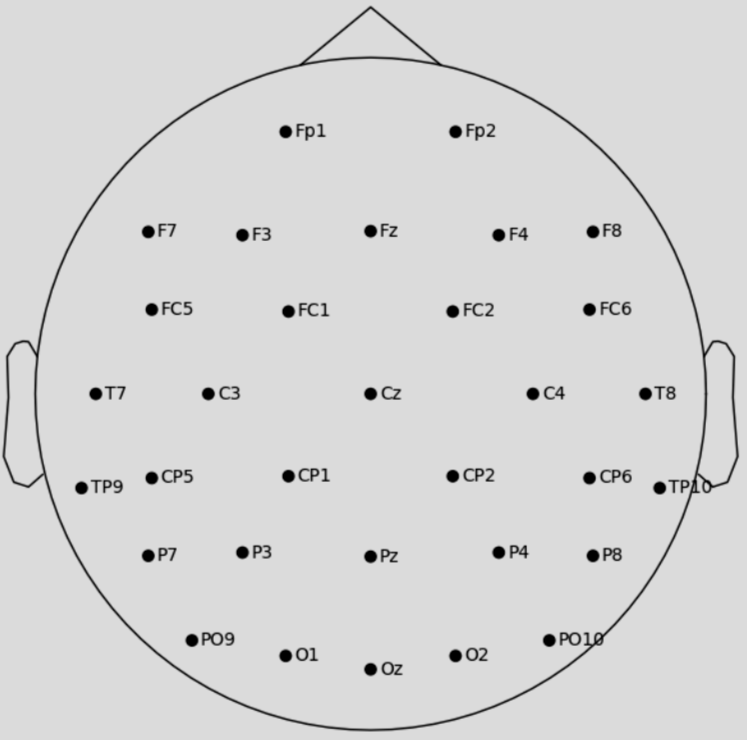 Fp1 Fp2
F7 F3 Fz F4 F8
FC5 FC1 FC2 FC6
T7 C3 Cz C4 T8
TP9 CP5 CP1 CP2 CP6 TP10
P7 P3 Pz P4 P8
PO9 O1 Oz O2 PO10